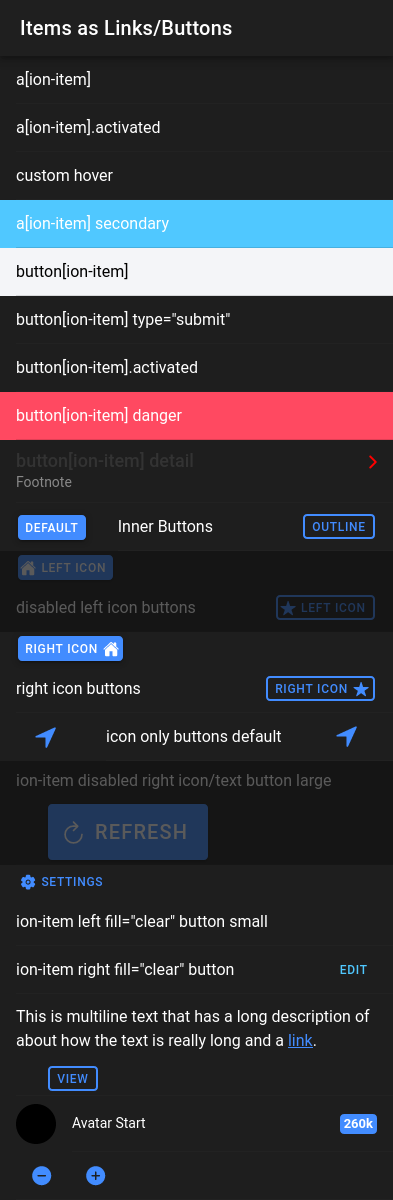 Items as Links/Buttons
a[ion-item]
a[ion-item].activated
custom hover
a[ion-item] secondary
button[ion-item]
button[ion-item] type="submit"
button[ion-item].activated
button[ion-item] danger
button[ion-item] detail
Footnote
DEFAULT Inner Buttons OUTLINE
LEFT ICON
disabled left icon buttons LEFT ICON
RIGHT ICON
right icon buttons RIGHT ICON
icon only buttons default
ion-item disabled right icon/text button large
REFRESH
SETTINGS
ion-item left fill="clear" button small
ion-item right fill="clear" button EDIT
This is multiline text that has a long description of
about how the text is really long and a link.
VIEW
Avatar Start 260k